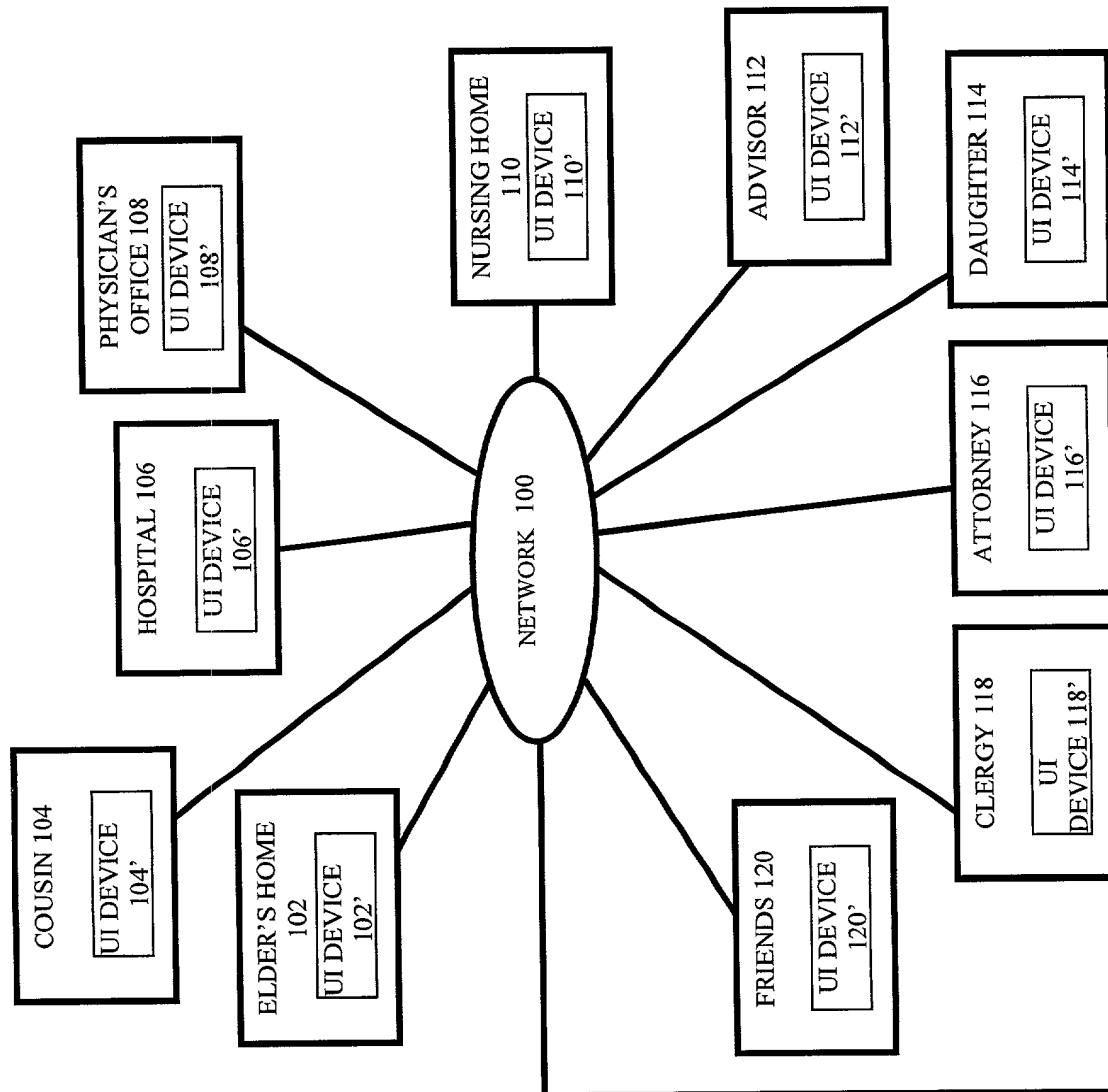 COUSIN 104
UI DEVICE
104'
ELDER'S HOME
102
UI DEVICE
102'
HOSPITAL 106
UI DEVICE
106'
PHYSICIAN'S
OFFICE 108
UI DEVICE
108'
NURSING HOME
110
UI DEVICE
110'
NETWORK 100
ADVISOR 112
UI DEVICE
112'
FRIENDS 120
UI DEVICE
120'
CLERGY 118
UI
DEVICE 118'
ATTORNEY 116
UI DEVICE
116'
DAUGHTER 114
UI DEVICE
114'